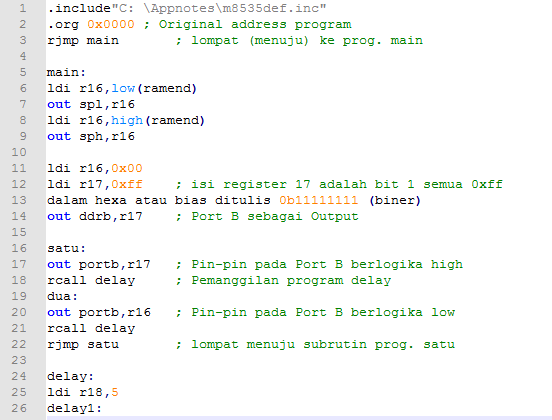 1 .include"C: \Appnotes\m8535def.inc"
2 .org 0x0000 ; Original address program
3 rjmp main ; lompat (menuju) ke prog. main
4
5 main:
6 ldi r16,low(ramend)
7 out spl,r16
8 ldi r16,high(ramend)
9 out sph,r16
10
11 ldi r16,0x00
12 ldi r17,0xff ; isi register 17 adalah bit 1 semua 0xff
13 dalam hexa atau bias ditulis 0b11111111 (biner)
14 out ddrb,r17 ; Port B sebagai Output
15
16 satu:
17 out portb,r17 ; Pin-pin pada Port B berlogika high
18 rcall delay ; Pemanggilan program delay
19 dua:
20 out portb,r16 ; Pin-pin pada Port B berlogika low
21 rcall delay
22 rjmp satu ; lompat menuju subrutin prog. satu
23
24 delay:
25 ldi r18,5
26 delay1: